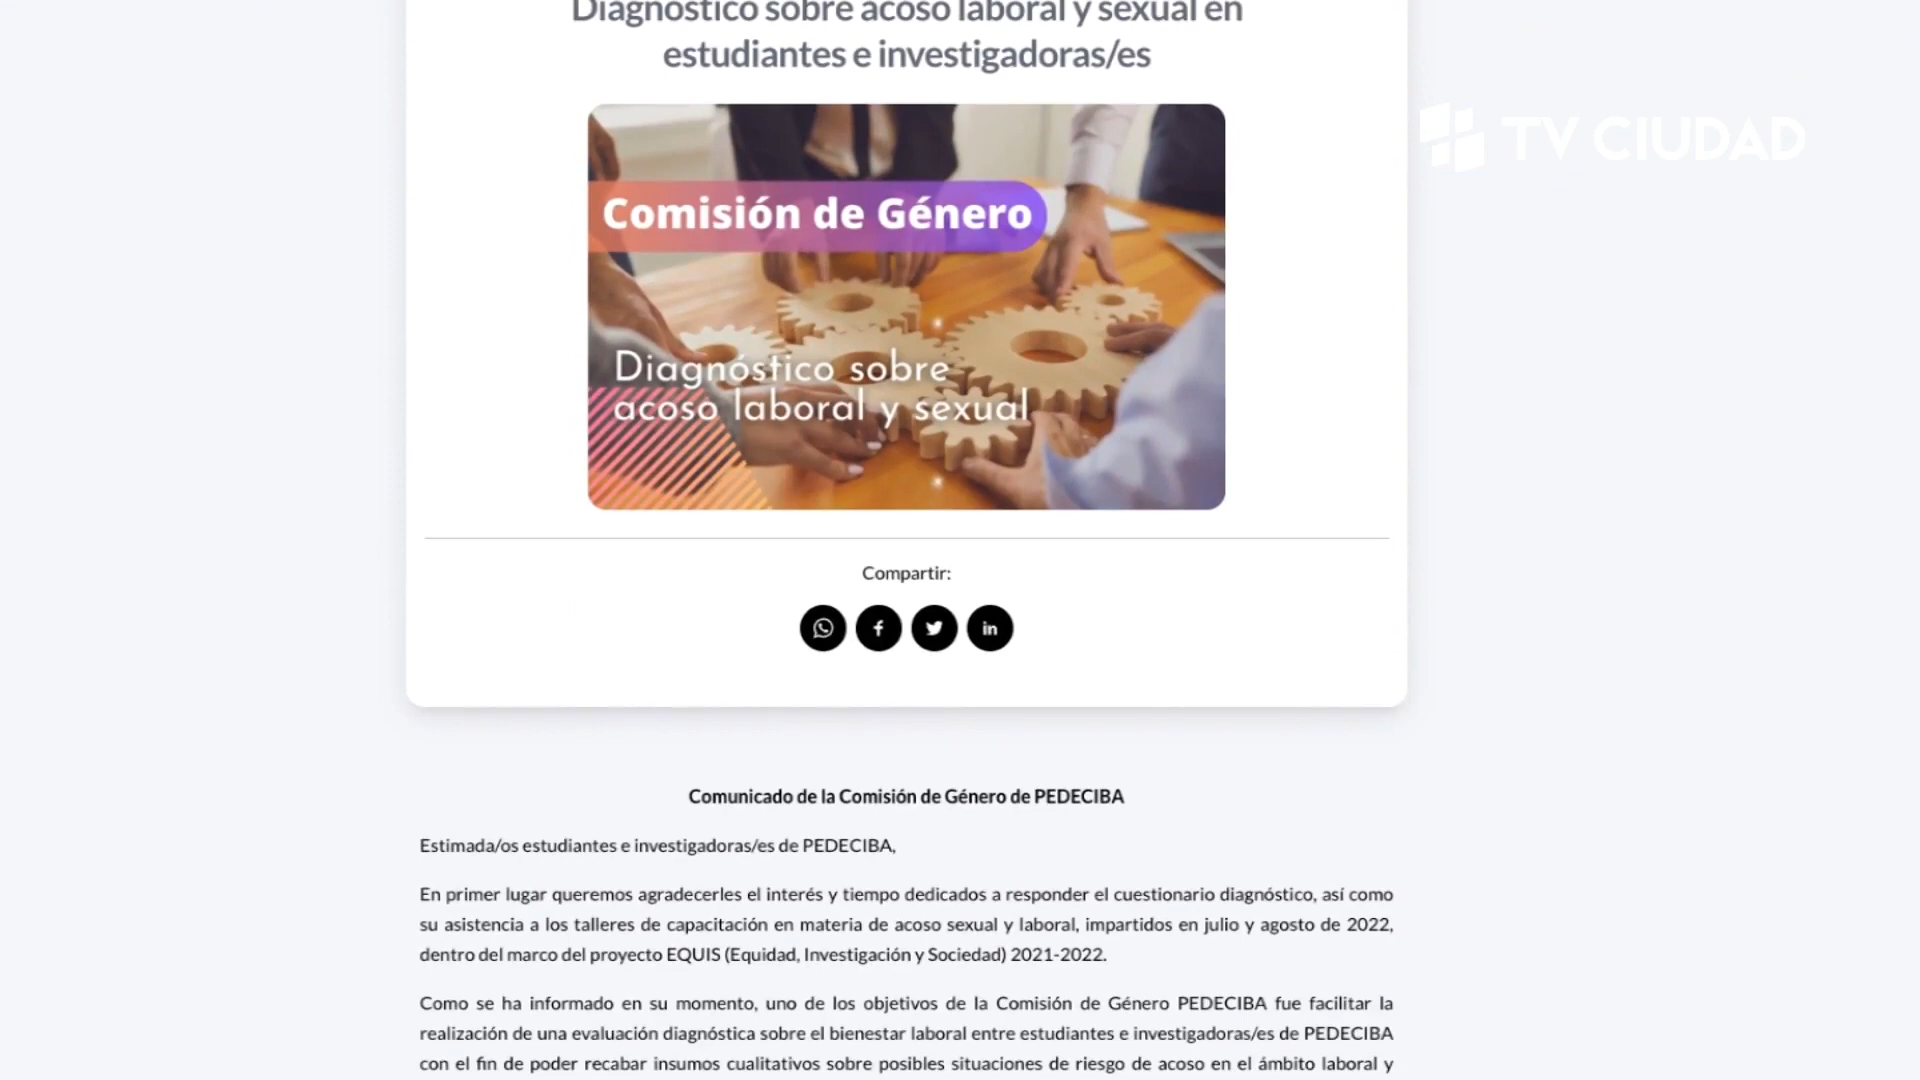 Diagnóstico sobre acoso laboral y sexual en
estudiantes e investigadoras/es
TV CIUDAD
Comisión de Género
Diagnóstico sobre
acoso laboral y sexual
Compartir:
Comunicado de la Comisión de Género de PEDECIBA
Estimada/os estudiantes e investigadoras/es de PEDECIBA,
En primer lugar queremos agradecerles el interés y tiempo dedicados a responder el cuestionario diagnóstico, así como
su asistencia a los talleres de capacitación en materia de acoso sexual y laboral, impartidos en julio y agosto de 2022,
dentro del marco del proyecto EQUIS (Equidad, Investigación y Sociedad) 2021-2022.
Como se ha informado en su momento, uno de los objetivos de la Comisión de Género PEDECIBA fue facilitar la
realización de una evaluación diagnóstica sobre el bienestar laboral entre estudiantes e investigadoras/es de PEDECIBA
con el fin de poder recabar insumos cualitativos sobre posibles situaciones de riesgo de acoso en el ámbito laboral y